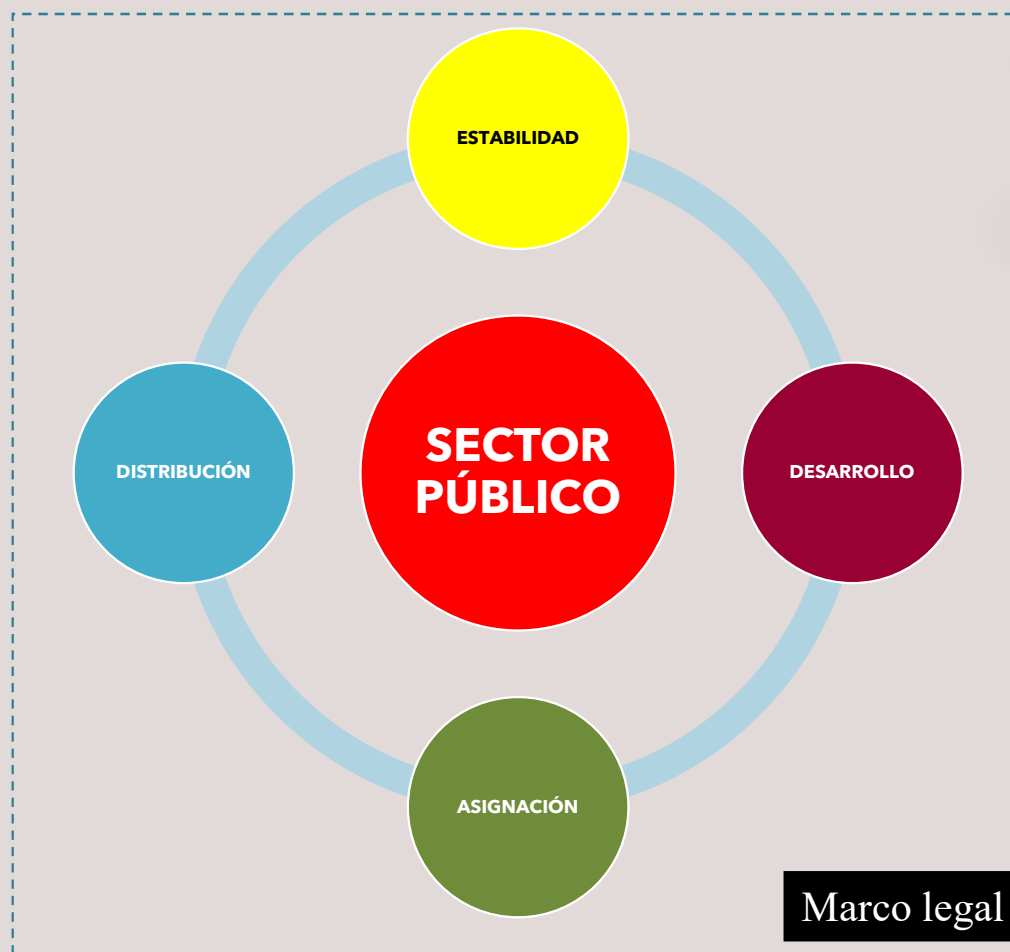 ESTABILIDAD
DISTRIBUCIÓN
SECTOR
PÚBLICO
DESARROLLO
ASIGNACIÓN
Marco legal